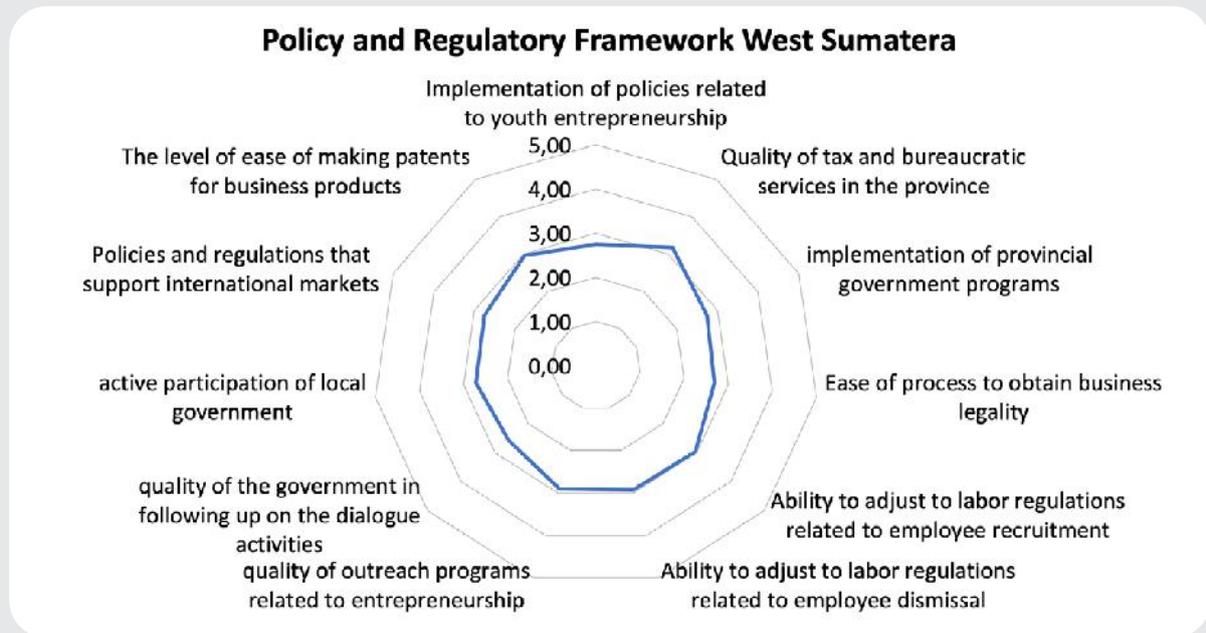 Policy and Regulatory Framework West Sumatera
Implementation of policies related
to youth entrepreneurship
Quality of tax and bureaucratic
services in the province
implementation of provincial
government programs
Ease of process to obtain business
legality
Ability to adjust to labor regulations
related to employee recruitment
Ability to adjust to labor regulations
related to employee dismissal
quality of outreach programs
related to entrepreneurship
quality of the government in
following up on the dialogue
activities
active participation of local
government
Policies and regulations that
support international markets
The level of ease of making patents
for business products
5,00
4,00
3,00
2,00
1,00
0,00